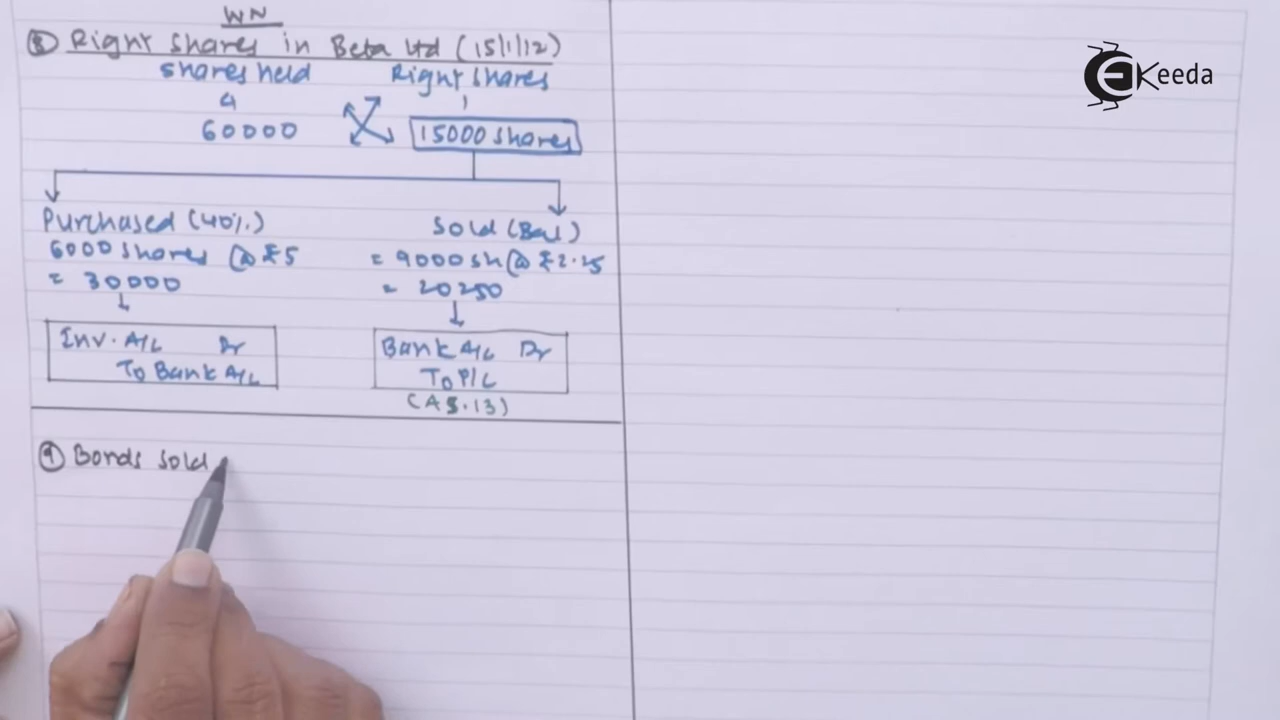 WN
⑧ Right shares in Beta Ltd (15/1/12)
shares held Right shares
4 1
60000 15000 shares
Purchased (40%) Sold (Bal)
6000 shares @ ₹5 = 9000 sh @ ₹2.25
= 30000 = 20250
Inv. A/c Dr Bank A/c Dr
To Bank A/c To P/L
(AS.13)
⑨ Bonds sold
Ekeeda